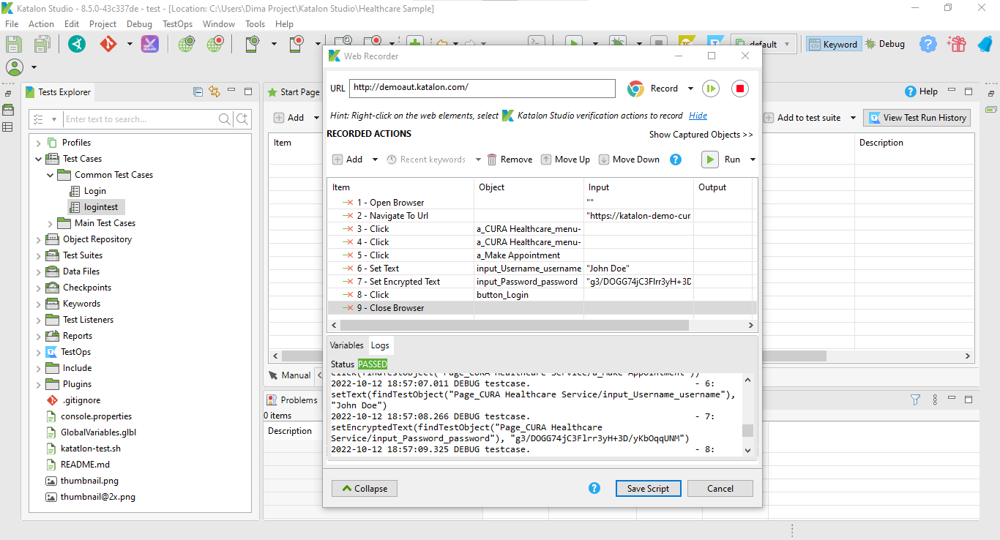 Katalon Studio - 8.5.0-43c337de - test - [Location: C:\Users\Dima Project\Katalon Studio\Healthcare Sample]
File Action Edit Project Debug TestOps Window Tools Help
default
Keyword
Debug
Tests Explorer
Enter text to search...
Profiles
Test Cases
Common Test Cases
Login
logintest
Main Test Cases
Object Repository
Test Suites
Data Files
Checkpoints
Keywords
Test Listeners
Reports
TestOps
Include
Plugins
.gitignore
console.properties
GlobalVariables.glbl
katatlon-test.sh
README.md
thumbnail.png
thumbnail@2x.png
Start Page
Help
Add
Add to test suite
View Test Run History
Item
Description
Manual
Problems
0 items
Description
Web Recorder
URL http://demoaut.katalon.com/ Record
Hint: Right-click on the web elements, select Katalon Studio verification actions to record Hide
RECORDED ACTIONS
Show Captured Objects >>
Add Recent keywords Remove Move Up Move Down Run
Item Object Input Output
1 - Open Browser ""
2 - Navigate To Url "https://katalon-demo-cur
3 - Click a_CURA Healthcare_menu-
4 - Click a_CURA Healthcare_menu-
5 - Click a_Make Appointment
6 - Set Text input_Username_username "John Doe"
7 - Set Encrypted Text input_Password_password "g3/DOGG74jC3Flrr3yH+3D
8 - Click button_Login
9 - Close Browser
Variables Logs
Status PASSED
click(findTestObject("Page_CURA Healthcare Service/a_Make Appointment"))
2022-10-12 18:57:07.011 DEBUG testcase. - 6:
setText(findTestObject("Page_CURA Healthcare Service/input_Username_username"),
"John Doe")
2022-10-12 18:57:08.266 DEBUG testcase. - 7:
setEncryptedText(findTestObject("Page_CURA Healthcare
Service/input_Password_password"), "g3/DOGG74jC3Flrr3yH+3D/yKbOqqUNM")
2022-10-12 18:57:09.325 DEBUG testcase. - 8:
Collapse
Save Script
Cancel